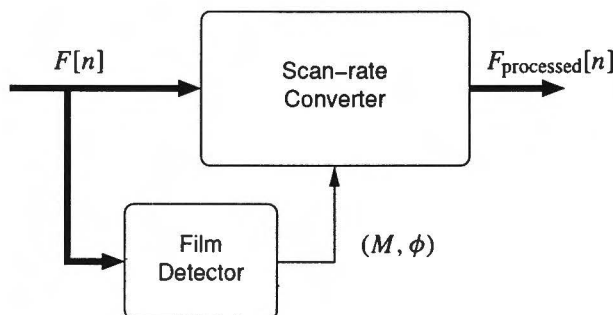 F[n]
Scan–rate
Converter
F_processed[n]
Film
Detector
(M, ϕ)